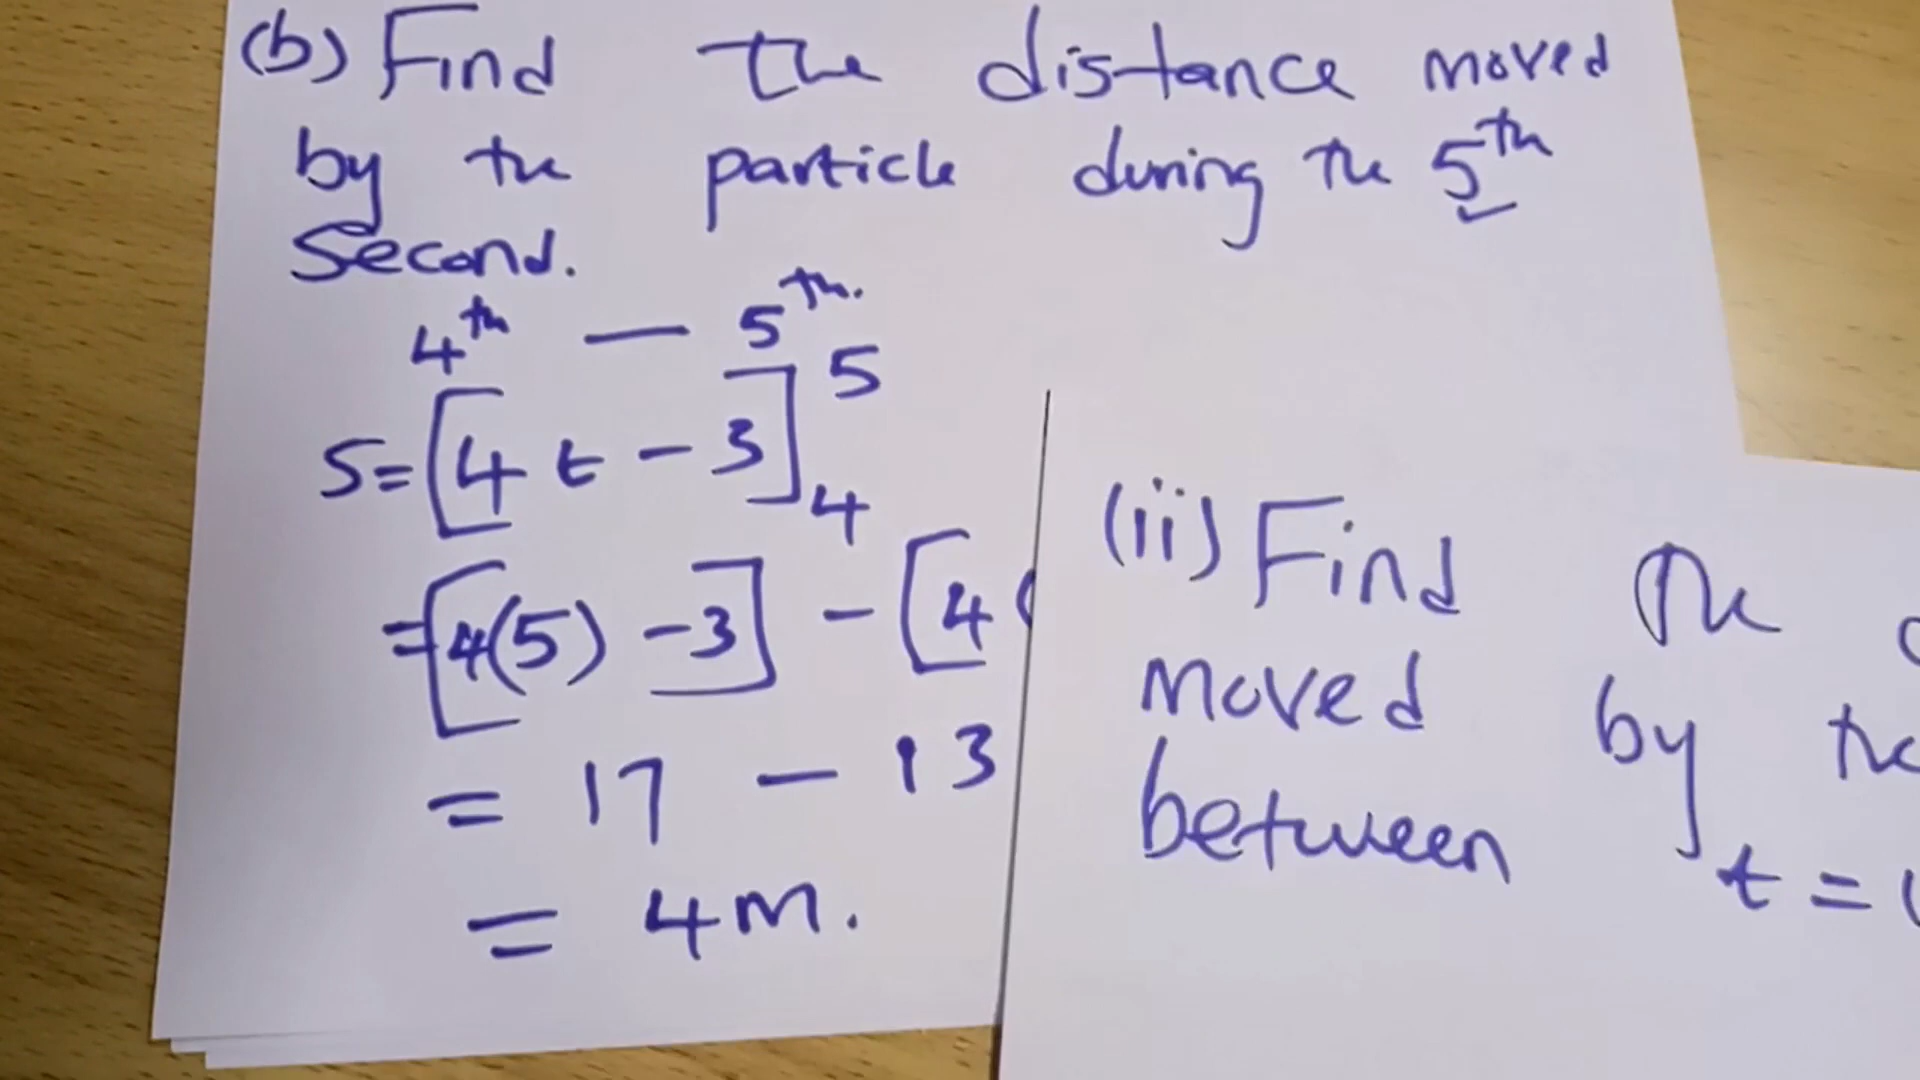 (b) Find the distance moved
by the particle during the 5th
Second.
4th — 5th.
S=[4t-3]5 4
=[4(5)-3] - [4(
= 17 - 13
= 4m.
(ii) Find the
moved by the
between t =